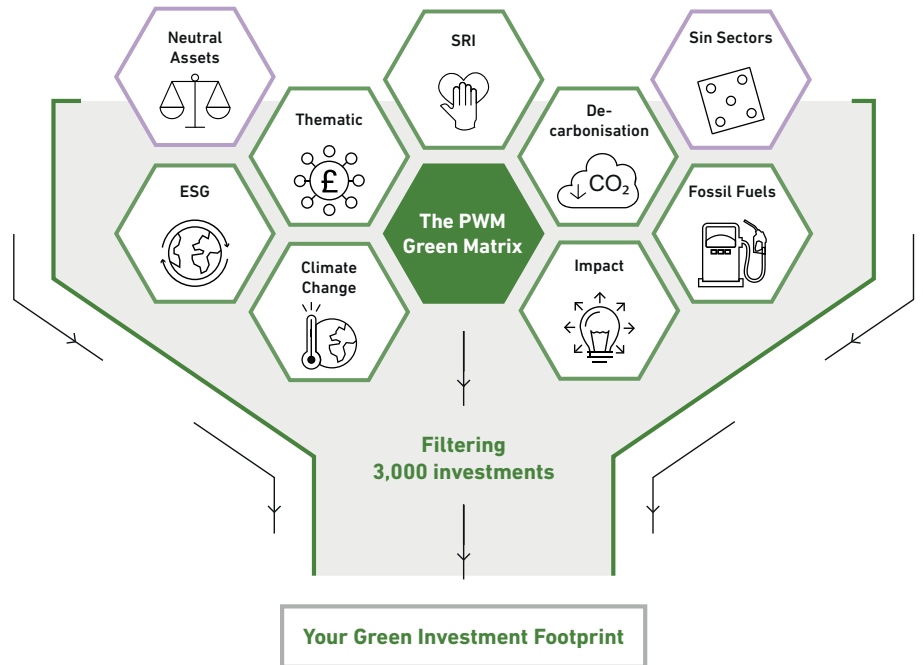 Neutral
Assets
SRI
Sin Sectors
Thematic
£
De-
carbonisation
CO₂
ESG
The PWM
Green Matrix
Fossil Fuels
Climate
Change
Impact
Filtering
3,000 investments
Your Green Investment Footprint